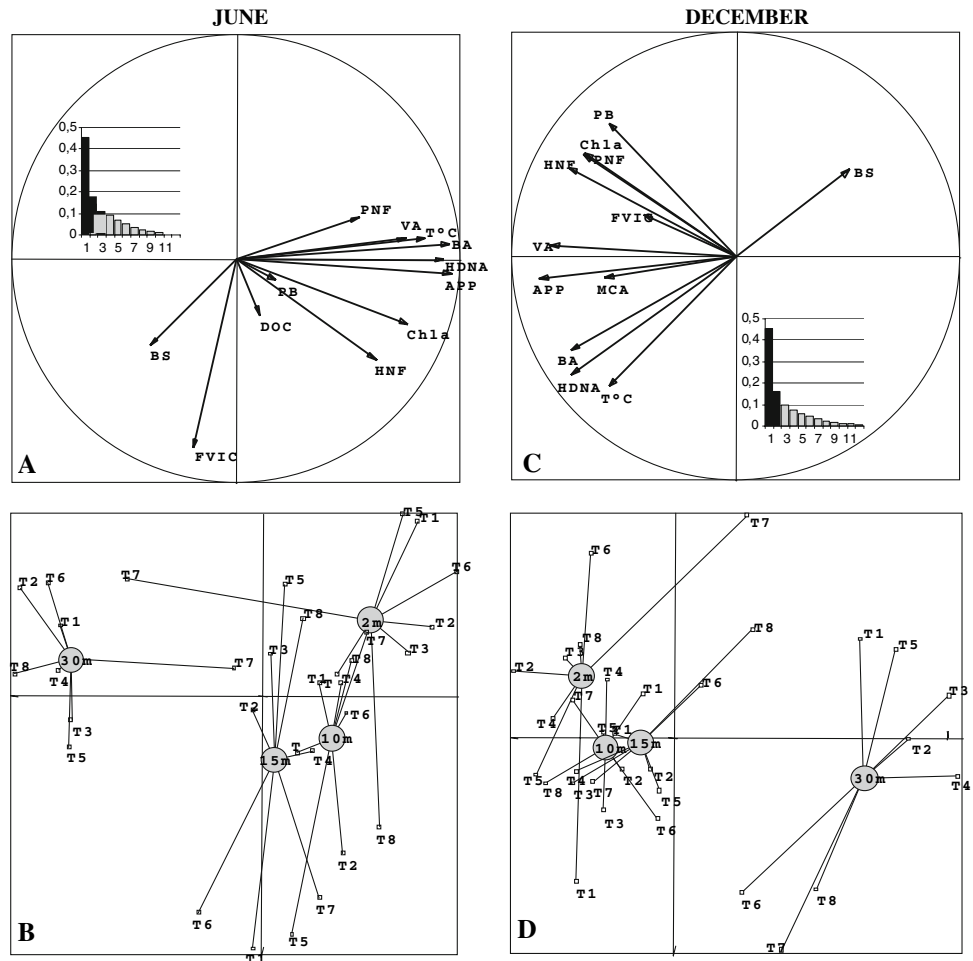 JUNE
DECEMBER
0,5
0,4
0,3
0,2
0,1
0
1 3 5 7 9 11
PNF
VA
T°C
BA
HDNA
APP
PB
DOC
Chla
HNF
BS
FVIC
A
PB
Chla
PNF
HNF
FVIC
BS
VA
APP
MCA
BA
HDNA
T°C
0,5
0,4
0,3
0,2
0,1
0
1 3 5 7 9 11
C
T5
T1
T6
T2
T3
2m
T7
T7
T8
T2
T6
T1
30m
T8
T4
T7
T3
T5
T5
T8
T3
T8
T1
T
T4
T6
T2
10m
T
T4
15m
T8
T2
T7
T6
T5
T1
B
T7
T6
T8
T3
T2
2m
T4
T7
T1
T4
T5
T1
10m
15m
T5
T8
T4
T3
T7
T2
T2
T5
T3
T6
T1
T8
T6
T1
T5
T3
T2
30m
T4
T6
T8
T7
D